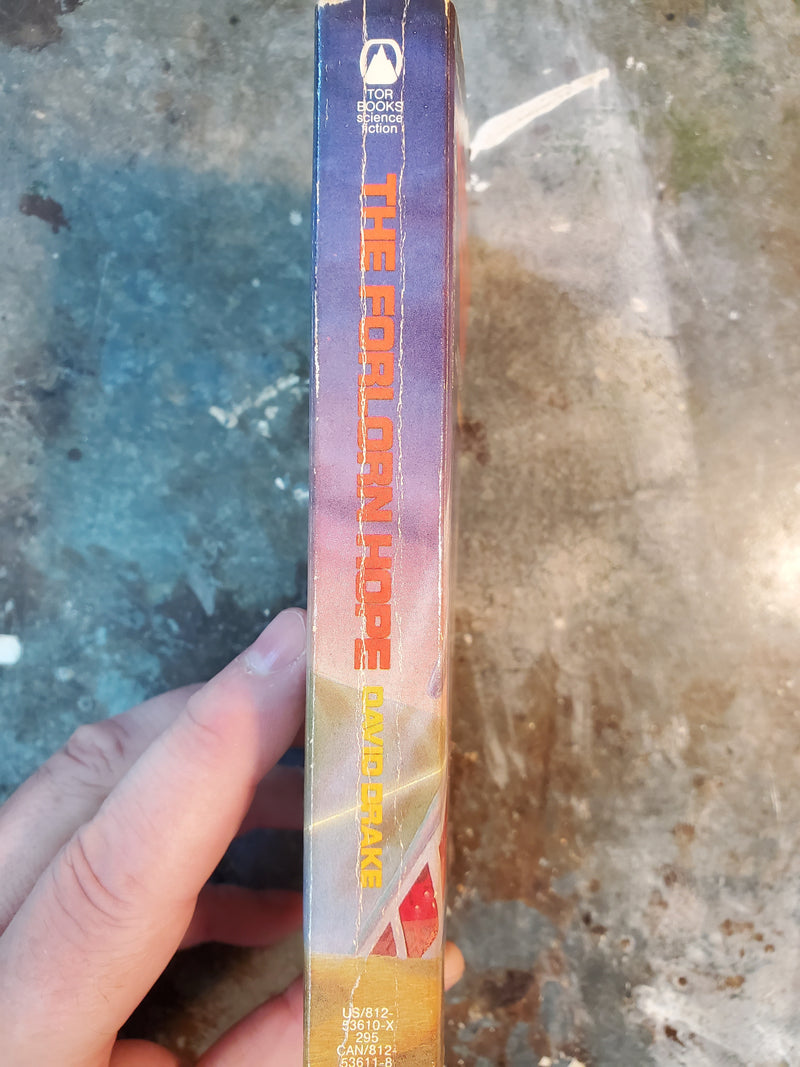 TOR
BOOKS
science
fiction
THE FORLORN HOPE
DAVID DRAKE
US/812-
53610-X
295
CAN/812-
53611-8